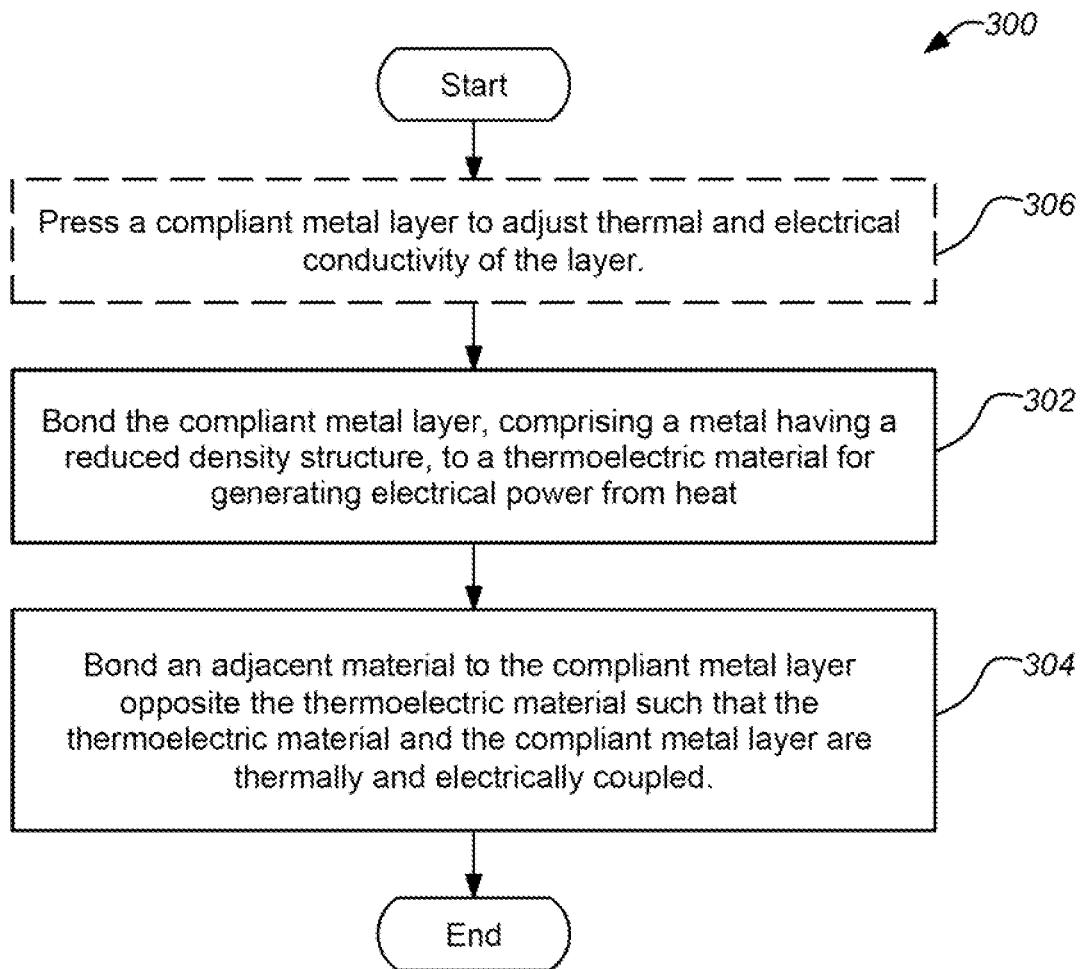 300
Start
Press a compliant metal layer to adjust thermal and electrical
conductivity of the layer.
306
Bond the compliant metal layer, comprising a metal having a
reduced density structure, to a thermoelectric material for
generating electrical power from heat
302
Bond an adjacent material to the compliant metal layer
opposite the thermoelectric material such that the
thermoelectric material and the compliant metal layer are
thermally and electrically coupled.
304
End